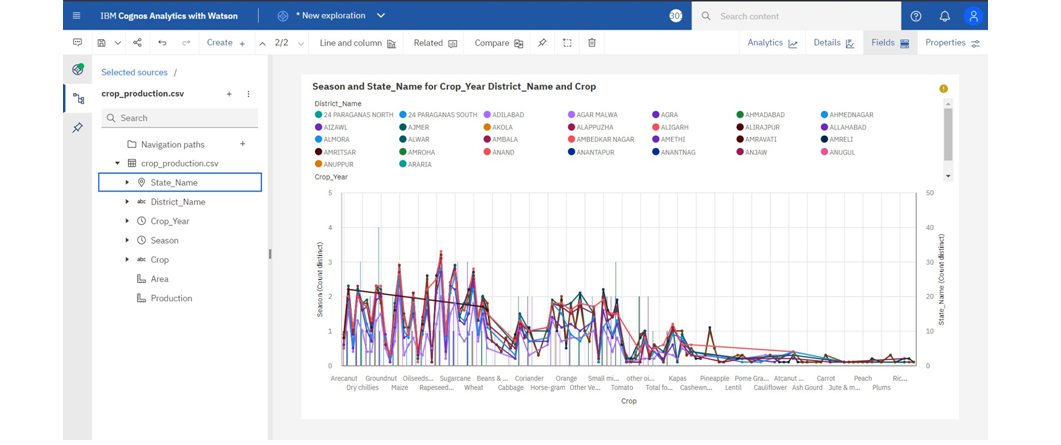 IBM Cognos Analytics with Watson
* New exploration
30
Search content
Create +
2/2
Line and column
Related
Compare
Analytics
Details
Fields
Properties
Selected sources /
crop_production.csv
Search
Navigation paths
crop_production.csv
State_Name
abc District_Name
Crop_Year
Season
abc Crop
Area
Production
Season and State_Name for Crop_Year District_Name and Crop
District_Name
24 PARAGANAS NORTH 24 PARAGANAS SOUTH ADILABAD AGAR MALWA AGRA AHMADABAD AHMEDNAGAR
AIZAWL AJMER AKOLA ALAPPUZHA ALIGARH ALIRAJPUR ALLAHABAD
ALMORA ALWAR AMBALA AMBEDKAR NAGAR AMETHI AMRAVATI AMRELI
AMRITSAR AMROHA ANAND ANANTAPUR ANANTNAG ANJAW ANUGUL
ANUPPUR ARARIA
Crop_Year
Season (Count distinct)
5
4
3
2
1
0
50
40
30
20
10
0
State_Name (Count distinct)
Arecanut Groundnut Oilseeds... Sugarcane Beans & ... Coriander Orange Small mi... other oi... Kapas Pineapple Pome Gra... Atcanut ... Carrot Peach Ric...
Dry chillies Maize Rapeseed... Wheat Cabbage Horse-gram Other Ve... Tomato Total fo... Cashewn... Lentil Cauliflower Ash Gourd Jute & m... Plums
Crop